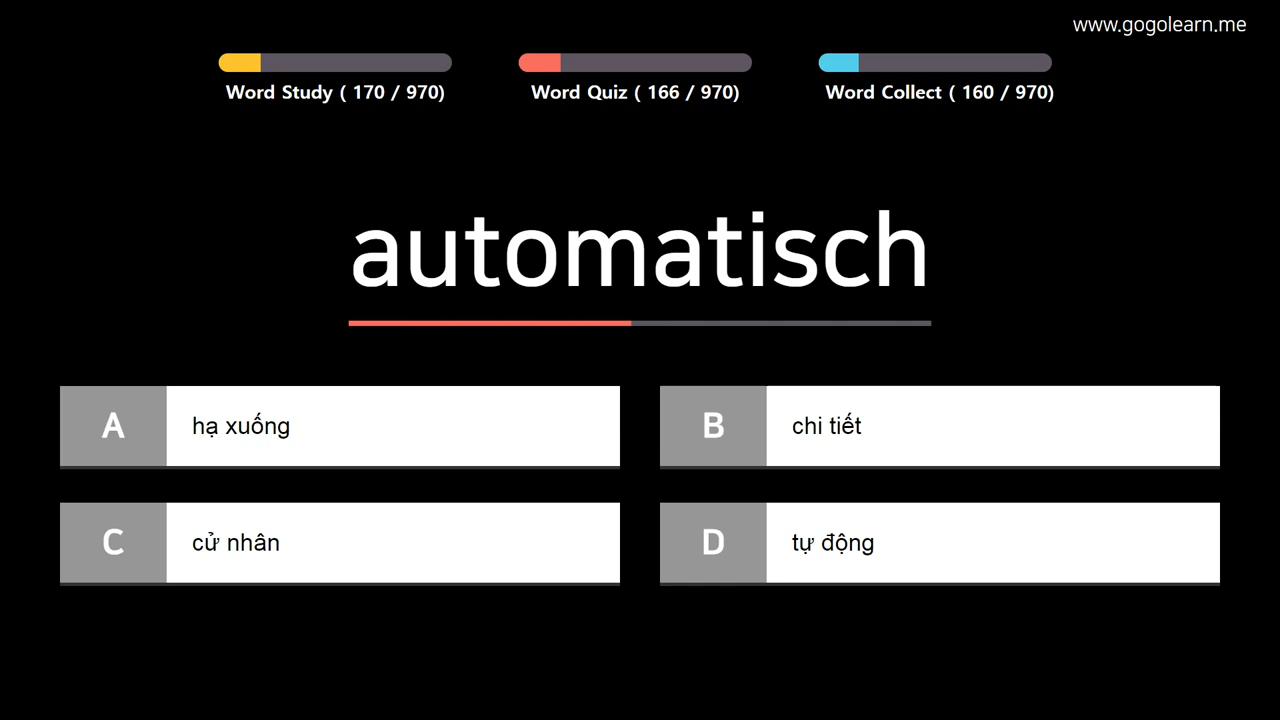 www.gogolearn.me
Word Study ( 170 / 970)
Word Quiz ( 166 / 970)
Word Collect ( 160 / 970)
automatisch
A
hạ xuống
B
chi tiết
C
cử nhân
D
tự động